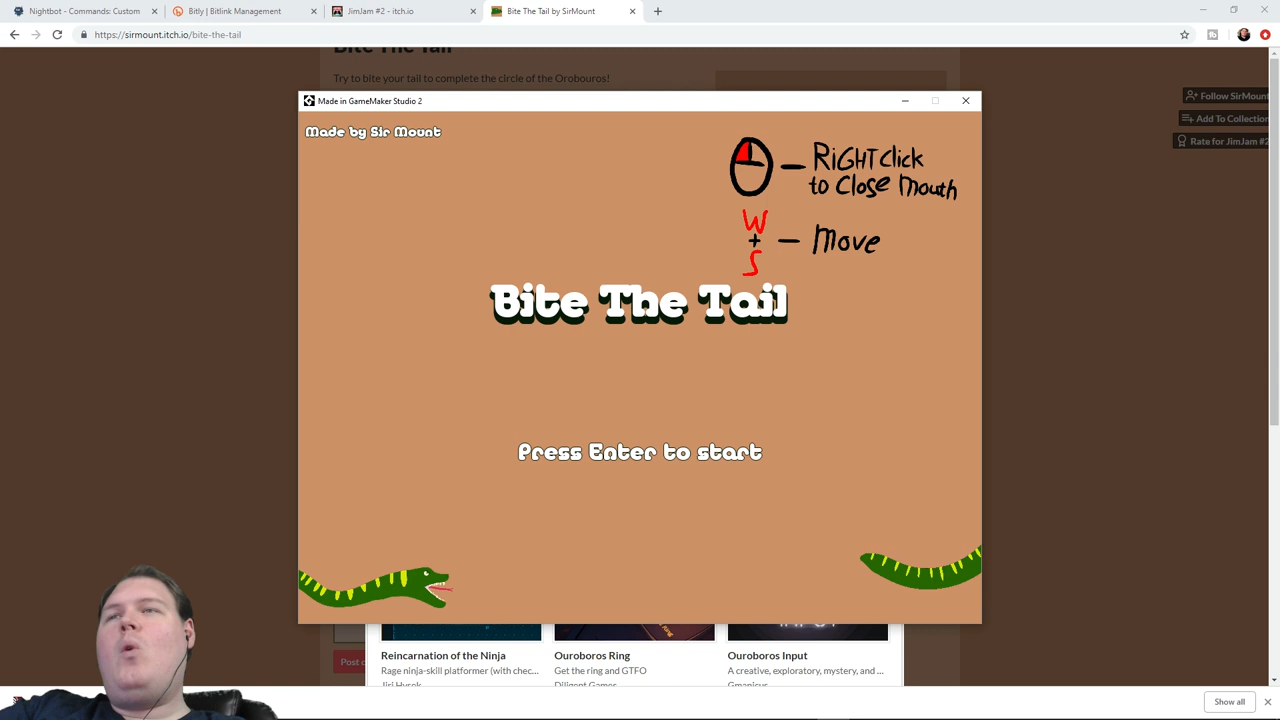 Nightbot - Commands: Custom
Bitly | Bitlink Management
JimJam #2 - itch.io
Bite The Tail by SirMount
https://sirmount.itch.io/bite-the-tail
Bite The Tail
Try to bite your tail to complete the circle of the Orobouros!
Follow SirMount
Add To Collection
Rate for JimJam #2
Made in GameMaker Studio 2
Made by Sir Mount
RiGHT click
to Close Mouth
W
+
S
Move
Bite The Tail
Press Enter to start
Post c
Reincarnation of the Ninja
Rage ninja-skill platformer (with chec...
Jiri Hysek
Ouroboros Ring
Get the ring and GTFO
Diligent Games
Ouroboros Input
A creative, exploratory, mystery, and ...
Gmanicus
Show all